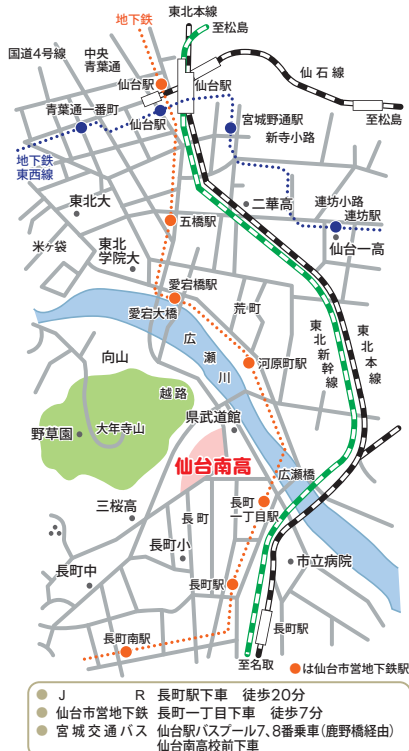 東北本線
地下鉄
至松島
国道4号線
中央
青葉通
仙石線
仙台駅
仙台駅
青葉通一番町
仙台駅
宮城野通駅
至松島
新寺小路
地下鉄
東西線
東北大
二華高
連坊小路
連坊駅
五橋駅
仙台一高
米ヶ袋
東北
学院大
愛宕橋駅
荒町
愛宕大橋
広瀬川
東北新幹線
東北本線
向山
河原町駅
越路
県武道館
野草園
大年寺山
仙台南高
広瀬橋
三桜高
長町
長町
一丁目駅
長町小
市立病院
長町中
長町駅
長町駅
長町南駅
至名取
は仙台市営地下鉄駅
J R 長町駅下車 徒歩20分
仙台市営地下鉄 長町一丁目下車 徒歩7分
宮城交通バス 仙台駅バスプール7、8番乗車(鹿野橋経由)
仙台南高校前下車